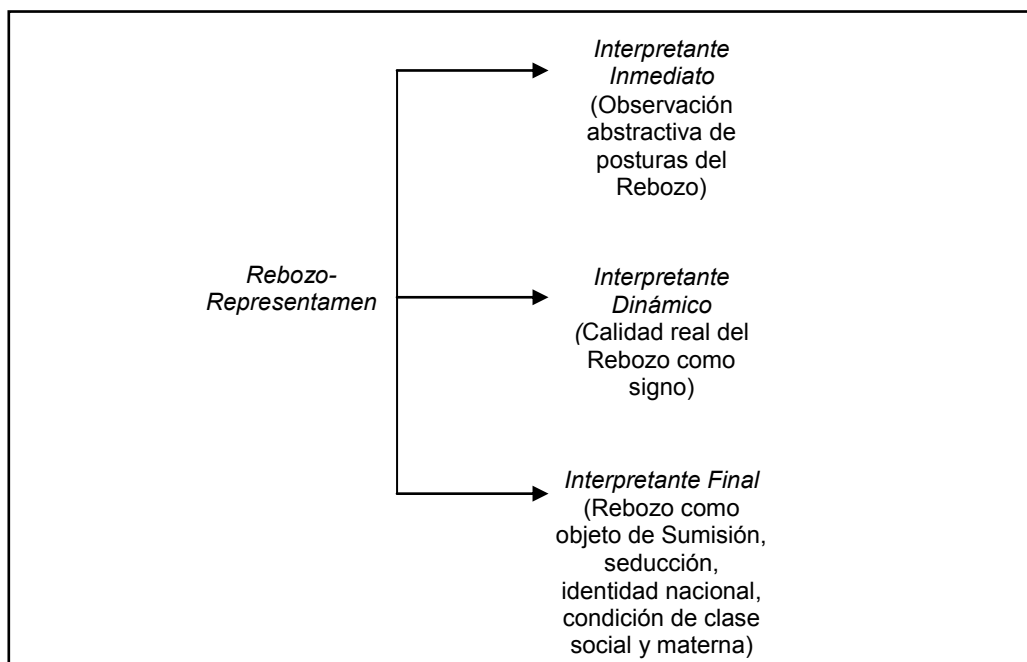 Interpretante
Inmediato
(Observación
abstractiva de
posturas del
Rebozo)
Rebozo-
Representamen
Interpretante
Dinámico
(Calidad real del
Rebozo como
signo)
Interpretante Final
(Rebozo como
objeto de Sumisión,
seducción,
identidad nacional,
condición de clase
social y materna)